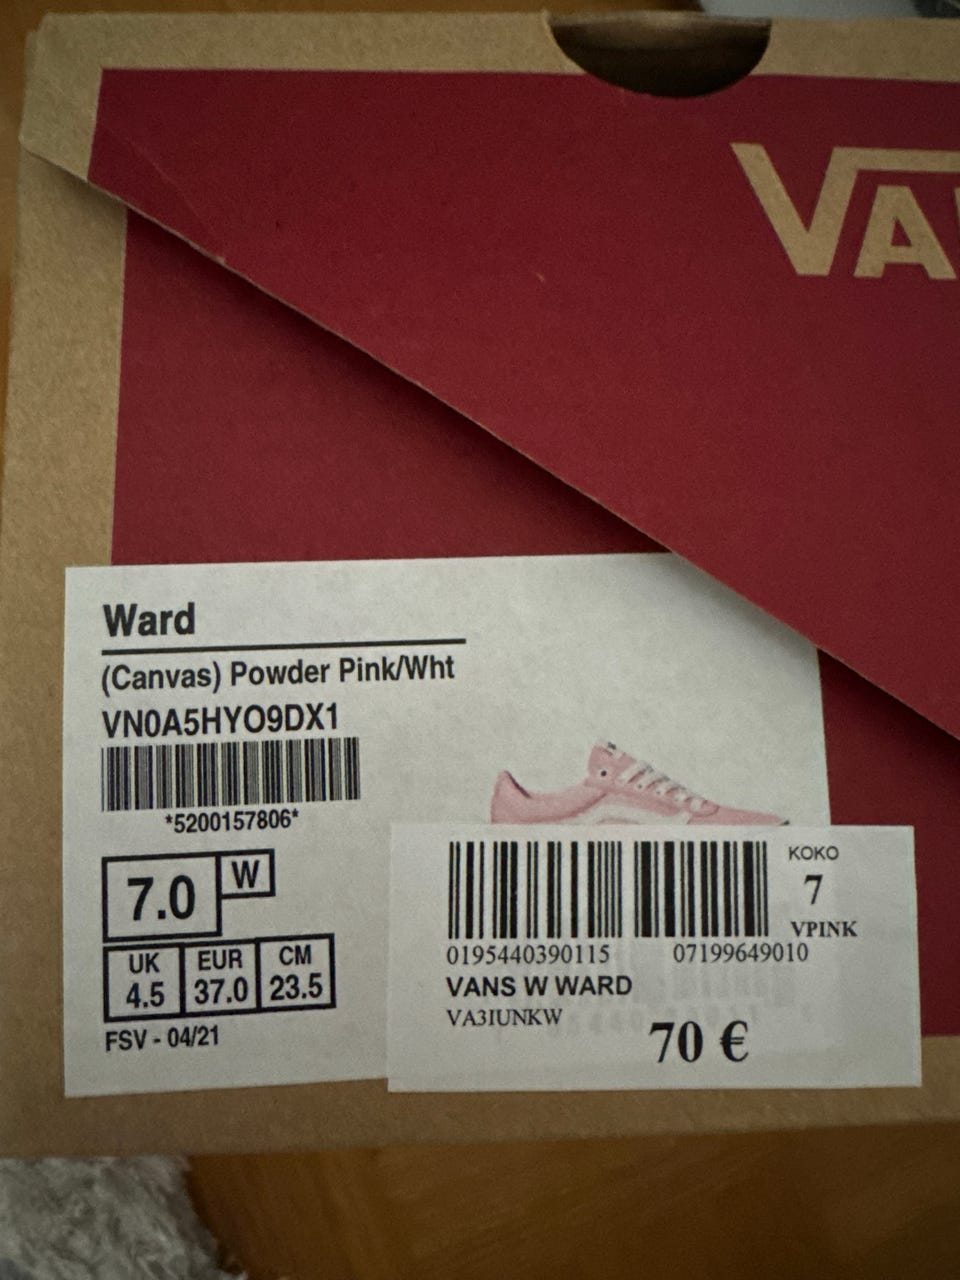 VA
Ward
(Canvas) Powder Pink/Wht
VN0A5HYO9DX1
*5200157806*
7.0 W
UK EUR CM
4.5 37.0 23.5
FSV - 04/21
KOKO
7
VPINK
0195440390115 07199649010
VANS W WARD
VA3IUNKW
70 €